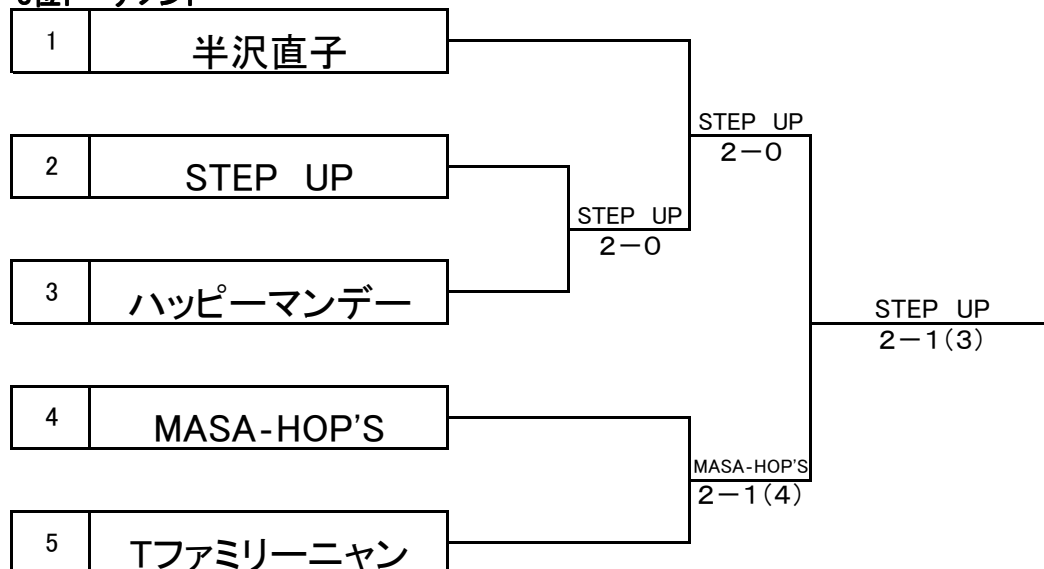 1 半沢直子
STEP UP
2-0
2 STEP UP
STEP UP
2-0
3 ハッピーマンデー
STEP UP
2-1(3)
4 MASA-HOP'S
MASA-HOP'S
2-1(4)
5 Tファミリーニャン